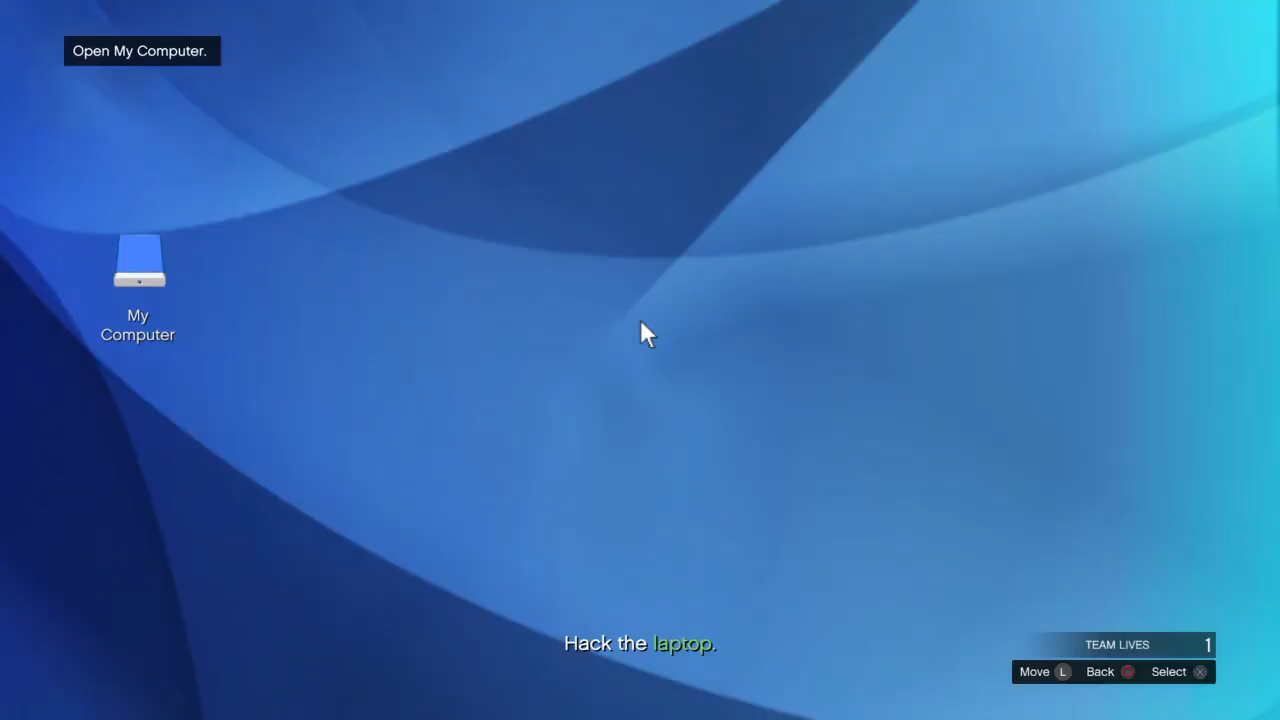 Open My Computer.
My
Computer
Hack the laptop.
TEAM LIVES 1
Move L Back Select